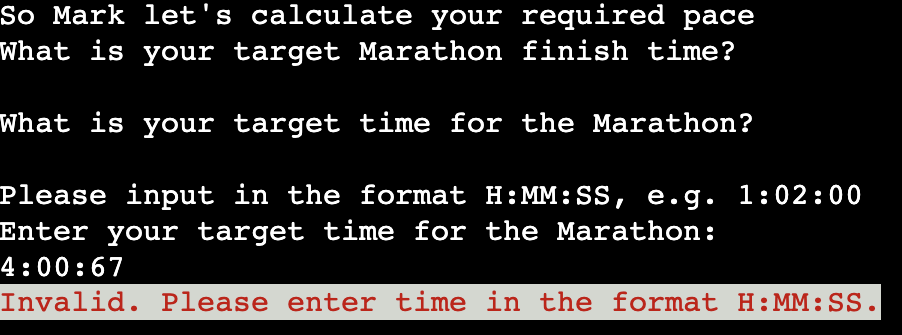 So Mark let's calculate your required pace
What is your target Marathon finish time?
What is your target time for the Marathon?
Please input in the format H:MM:SS, e.g. 1:02:00
Enter your target time for the Marathon:
4:00:67
Invalid. Please enter time in the format H:MM:SS.